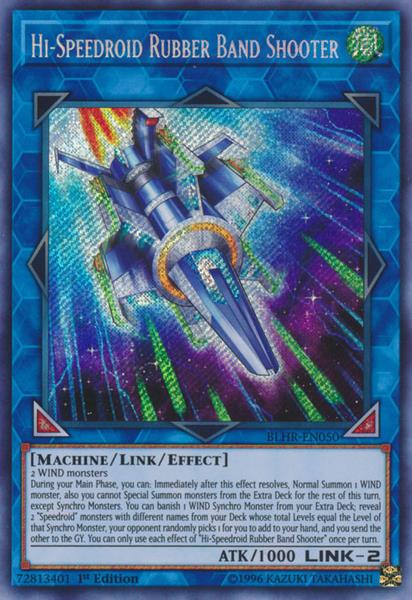 HI-SPEEDROID RUBBER BAND SHOOTER
BLHR-EN050
[MACHINE/LINK/EFFECT]
2 WIND monsters
During your Main Phase, you can: Immediately after this effect resolves, Normal Summon 1 WIND
monster, also you cannot Special Summon monsters from the Extra Deck for the rest of this turn,
except Synchro Monsters. You can banish 1 WIND Synchro Monster from your Extra Deck; reveal
2 "Speedroid" monsters with different names from your Deck whose total Levels equal the Level of
that Synchro Monster, your opponent randomly picks 1 for you to add to your hand, and you send the
other to the GY. You can only use each effect of "Hi-Speedroid Rubber Band Shooter" once per turn.
ATK/1000 LINK-2
72813401 1st Edition ©1996 KAZUKI TAKAHASHI